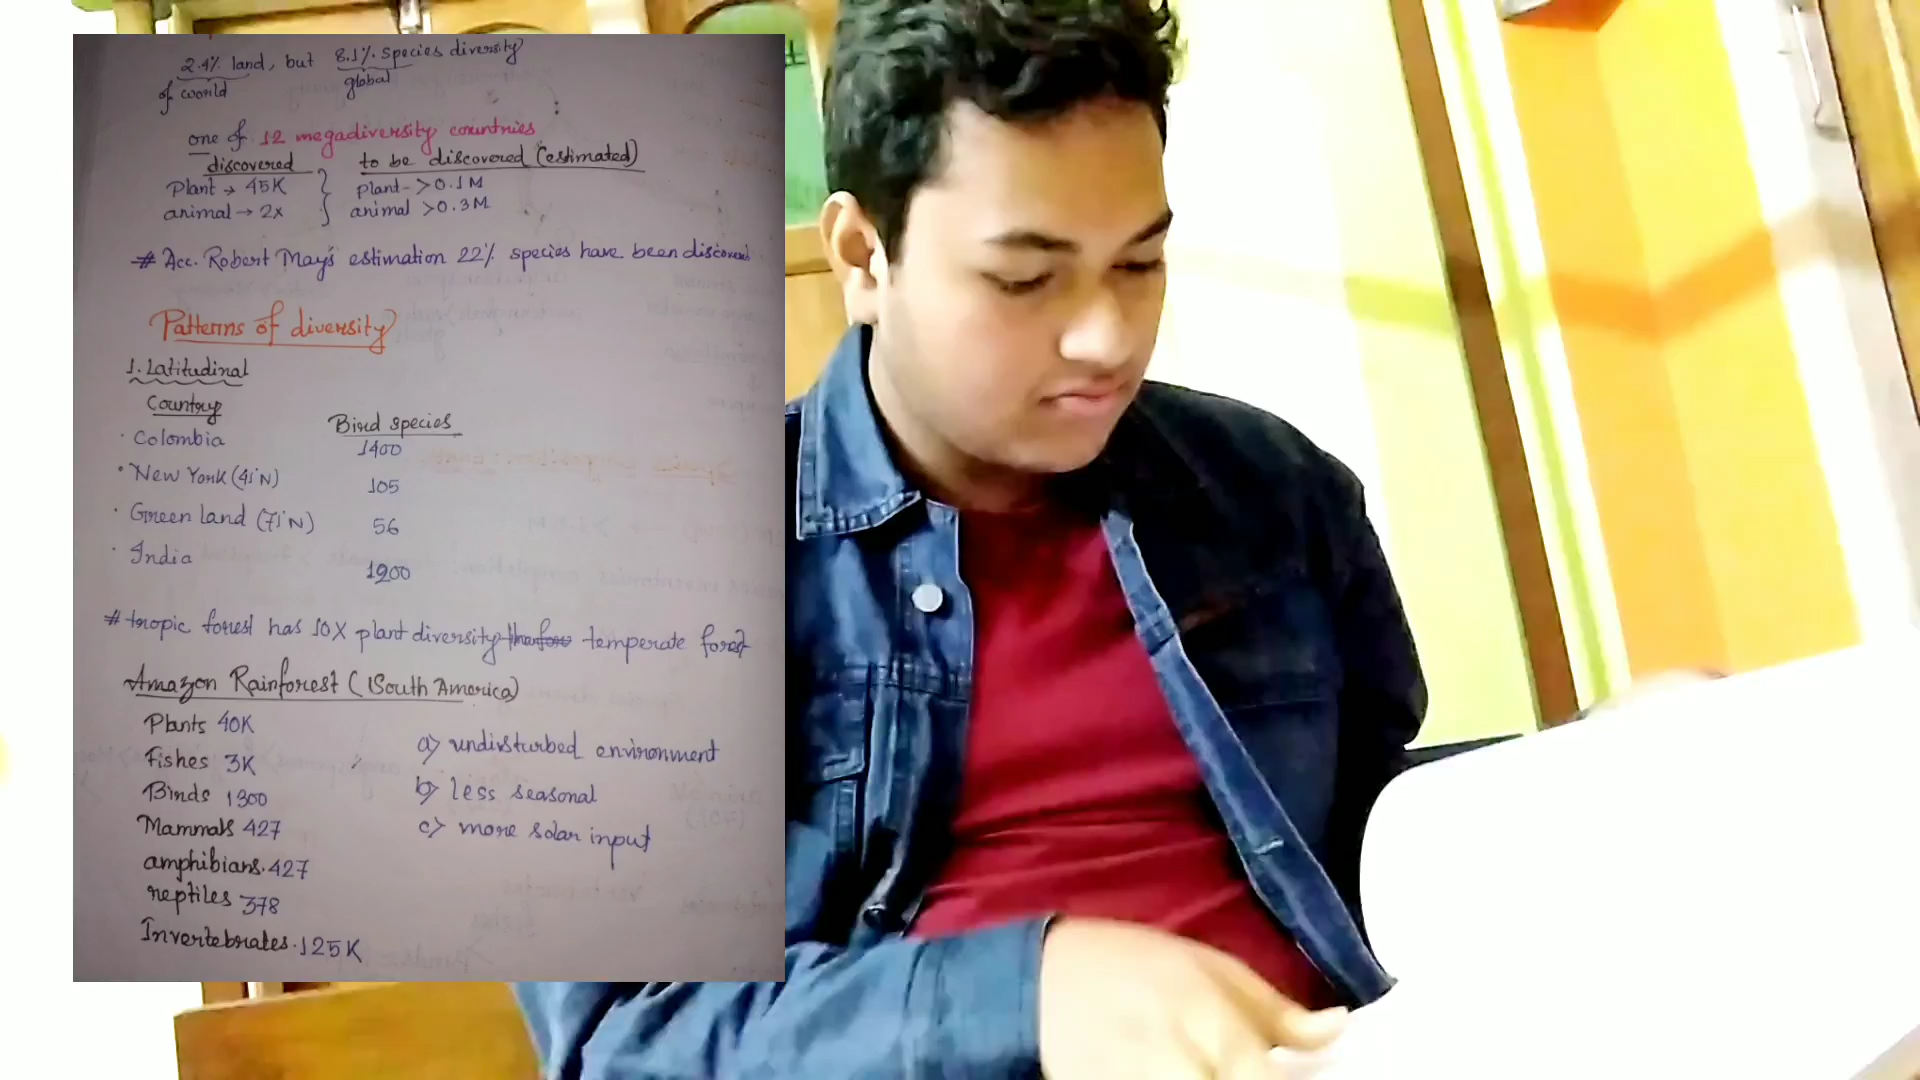 2.4% land, but 8.1% species diversity
of world
global
one of 12 megadiversity countries
discovered to be discovered (estimated)
Plant → 45K } plant - >0.1M
animal → 2x } animal >0.3M
# Acc. Robert May's estimation 22% species have been discovered
Patterns of diversity
1. Latitudinal
Country Bird species
· Colombia 1400
· New York (41°N) 105
· Green land (71°N) 56
· India 1200
# tropic forest has 10X plant diversity therefore temperate forest
Amazon Rainforest (South America)
Plants 40K
Fishes 3K a) undisturbed environment
Birds 1300 b) less seasonal
Mammals 427 c) more solar input
amphibians. 427
reptiles 378
Invertebrates. 125K